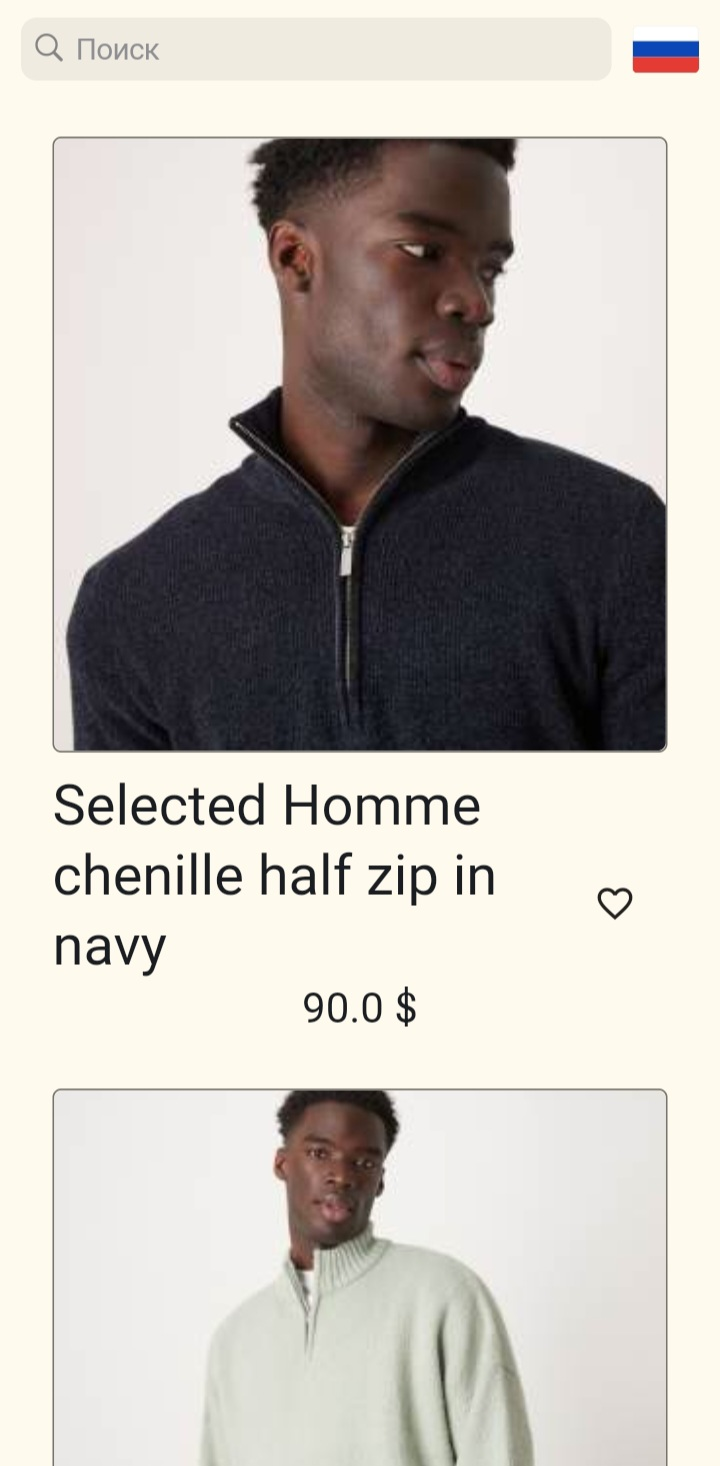 Поиск
Selected Homme
chenille half zip in
navy
90.0 $